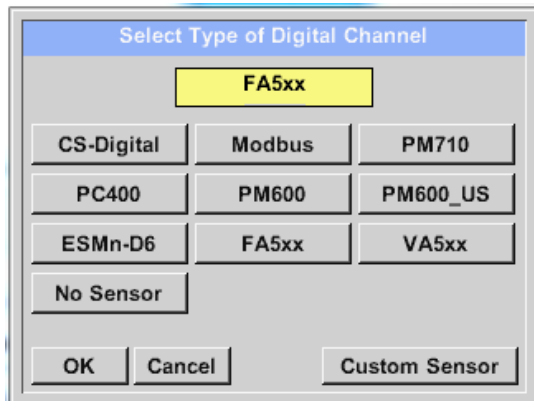 Select Type of Digital Channel
FA5xx
CS-Digital Modbus PM710
PC400 PM600 PM600_US
ESMn-D6 FA5xx VA5xx
No Sensor
OK Cancel Custom Sensor